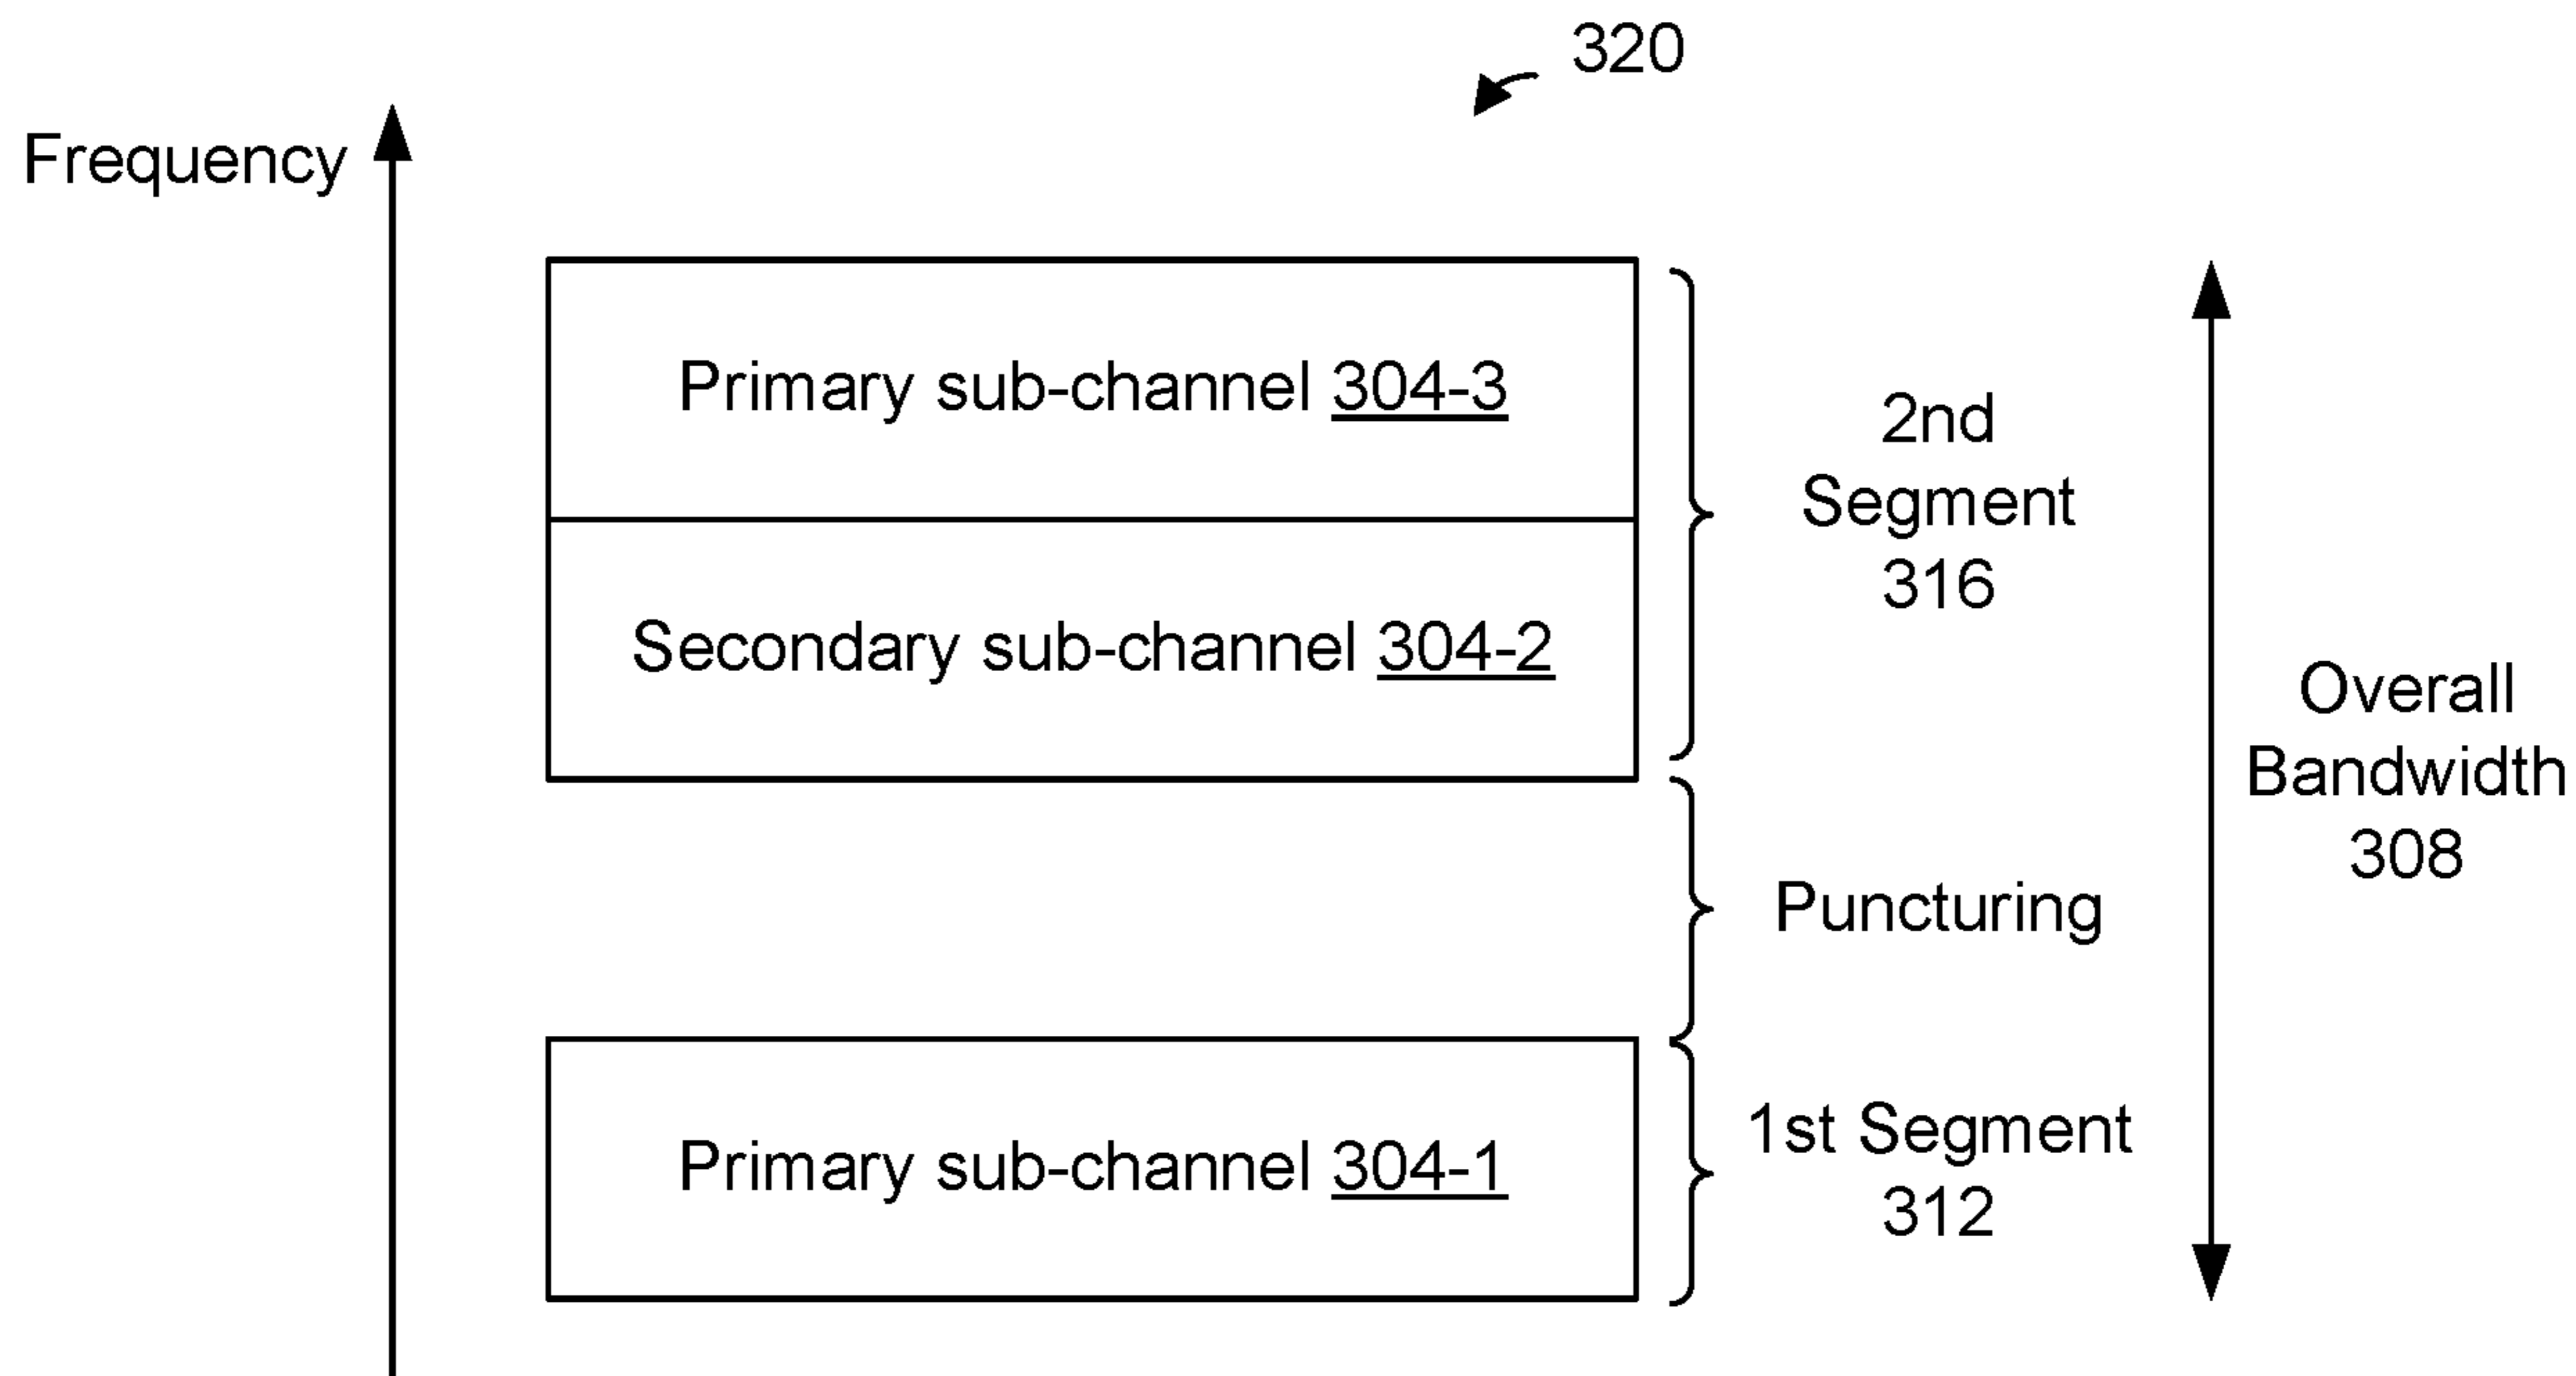 320
Frequency
Primary sub-channel 304-3
2nd
Segment
316
Secondary sub-channel 304-2
Overall
Bandwidth
308
Puncturing
Primary sub-channel 304-1
1st Segment
312